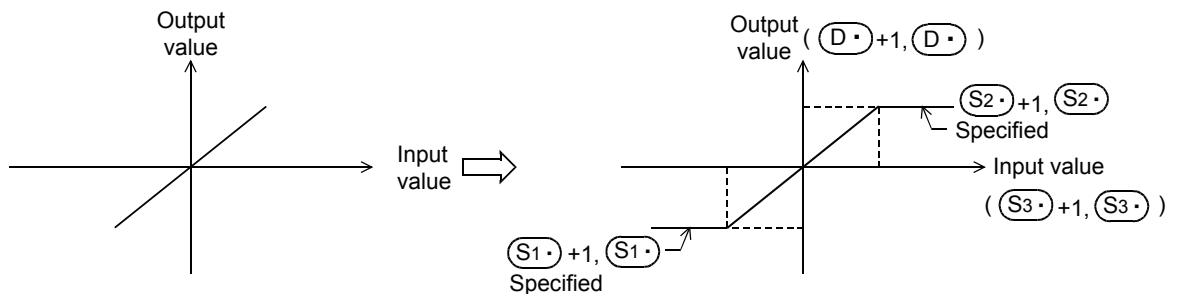 Output
value
Input
value
Output
value ( (D·)+1, (D·) )
(S2·)+1, (S2·)
Specified
Input value
( (S3·)+1, (S3·) )
(S1·) +1, (S1·)
Specified